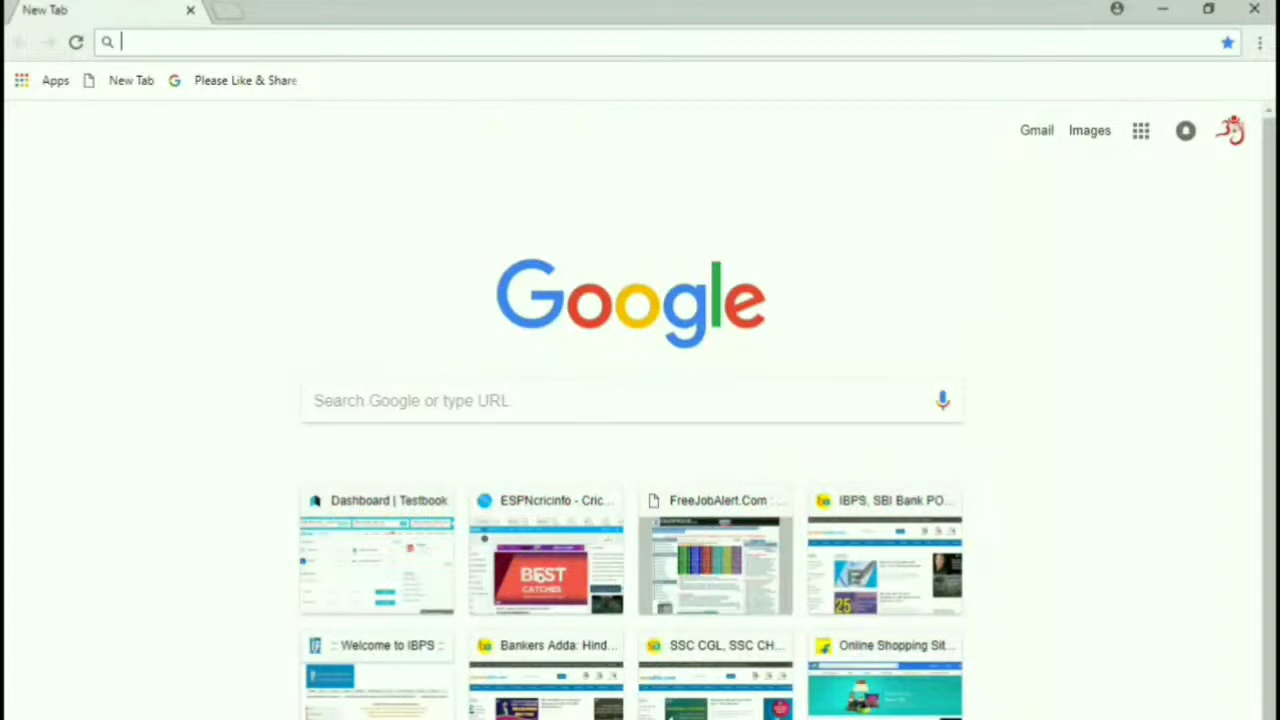 New Tab
Apps New Tab Please Like & Share
Gmail Images
Google
Search Google or type URL
Dashboard | Testbook ESPNcricinfo - Cric... FreeJobAlert.Com : ... IBPS, SBI Bank PO...
BEST
CATCHES
25
:: Welcome to IBPS :: Bankers Adda: Hind... SSC CGL, SSC CH... Online Shopping Sit...